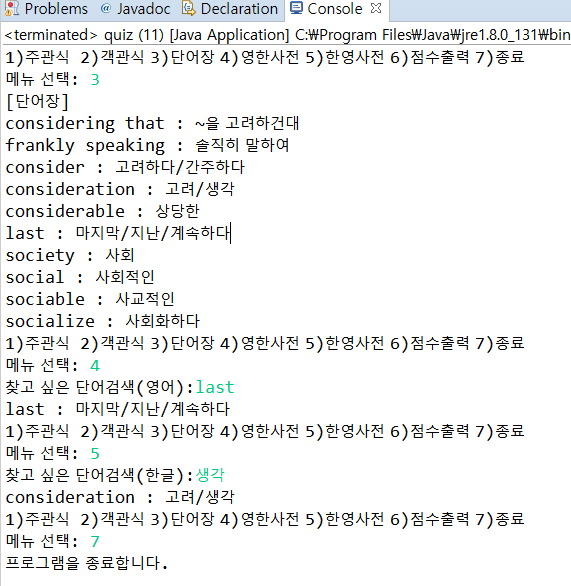 Problems @ Javadoc Declaration Console
<terminated> quiz (11) [Java Application] C:₩Program Files₩Java₩jre1.8.0_131₩bin
1)주관식 2)객관식 3)단어장 4)영한사전 5)한영사전 6)점수출력 7)종료
메뉴 선택: 3
[단어장]
considering that : ~을 고려하건대
frankly speaking : 솔직히 말하여
consider : 고려하다/간주하다
consideration : 고려/생각
considerable : 상당한
last : 마지막/지난/계속하다
society : 사회
social : 사회적인
sociable : 사교적인
socialize : 사회화하다
1)주관식 2)객관식 3)단어장 4)영한사전 5)한영사전 6)점수출력 7)종료
메뉴 선택: 4
찾고 싶은 단어검색(영어):last
last : 마지막/지난/계속하다
1)주관식 2)객관식 3)단어장 4)영한사전 5)한영사전 6)점수출력 7)종료
메뉴 선택: 5
찾고 싶은 단어검색(한글):생각
consideration : 고려/생각
1)주관식 2)객관식 3)단어장 4)영한사전 5)한영사전 6)점수출력 7)종료
메뉴 선택: 7
프로그램을 종료합니다.